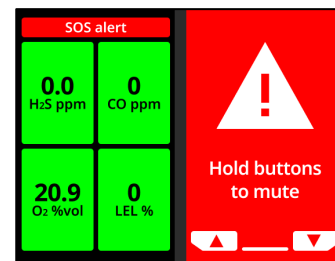 SOS alert
0.0
H₂S ppm
0
CO ppm
20.9
O₂ %vol
0
LEL %
!
Hold buttons
to mute